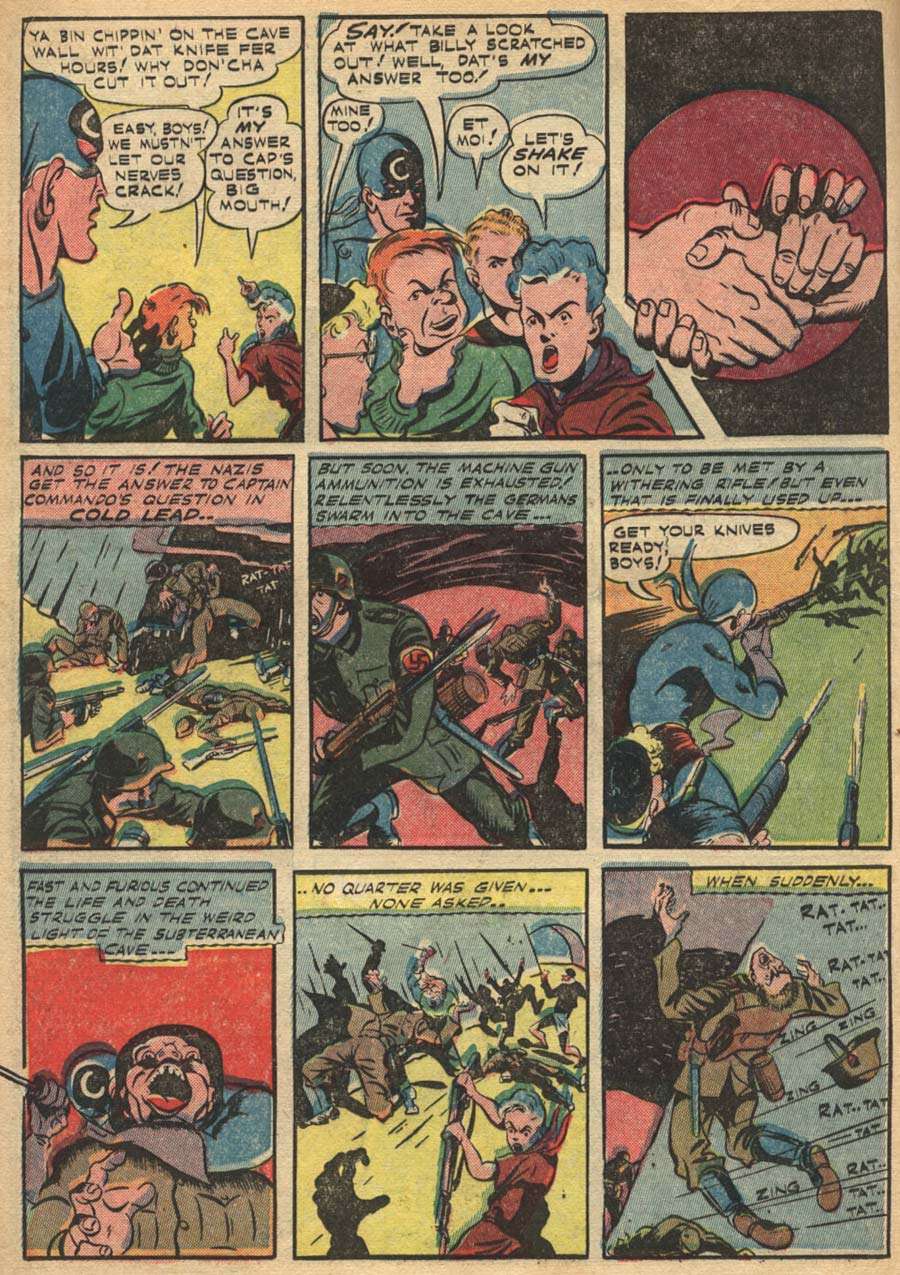 YA BIN CHIPPIN' ON THE CAVE
WALL WIT' DAT KNIFE FER
HOURS! WHY DON'CHA
CUT IT OUT!
EASY, BOYS!
WE MUSTN'T
LET OUR
NERVES
CRACK!
IT'S
MY
ANSWER
TO CAP'S
QUESTION,
BIG
MOUTH!
SAY! TAKE A LOOK
AT WHAT BILLY SCRATCHED
OUT! WELL, DAT'S MY
ANSWER TOO!
MINE
TOO!
ET
MOI!
LET'S
SHAKE
ON IT!
AND SO IT IS! THE NAZIS
GET THE ANSWER TO CAPTAIN
COMMANDO'S QUESTION IN
COLD LEAD..
RAT-TAT
TAT
BUT SOON, THE MACHINE GUN
AMMUNITION IS EXHAUSTED!
RELENTLESSLY THE GERMANS
SWARM INTO THE CAVE...
..ONLY TO BE MET BY A
WITHERING RIFLE! BUT EVEN
THAT IS FINALLY USED UP...
GET YOUR KNIVES
READY,
BOYS!
FAST AND FURIOUS CONTINUED
THE LIFE AND DEATH
STRUGGLE IN THE WEIRD
LIGHT OF THE SUBTERRANEAN
CAVE...
..NO QUARTER WAS GIVEN...
NONE ASKED..
WHEN SUDDENLY...
RAT..TAT..
TAT...
RAT..TAT
TAT..
ZING
ZING
ZING
RAT..TAT
TAT..
RAT..
TAT..
TAT..
ZING